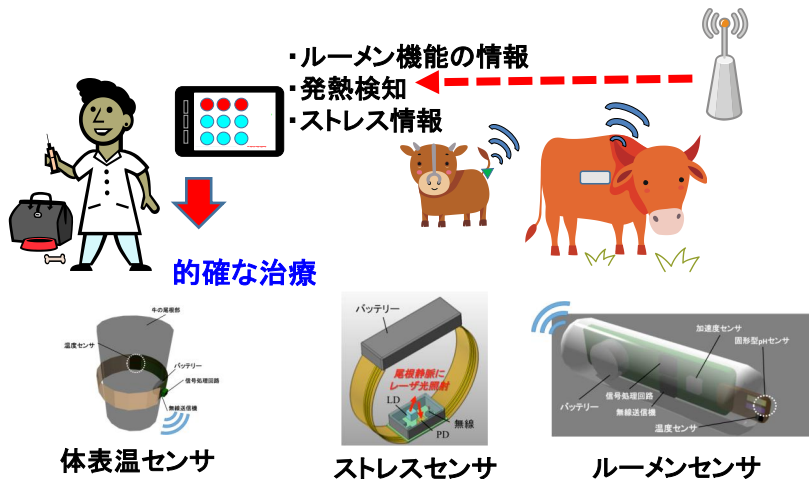 ・ルーメン機能の情報
・発熱検知
・ストレス情報
的確な治療
牛の尾根部
温度センサ
バッテリー
信号処理回路
無線送信機
体表温センサ
バッテリー
尾根静脈に
レーザ光照射
LD
無線
PD
ストレスセンサ
加速度センサ
固形型pHセンサ
信号処理回路
バッテリー
無線送信機
温度センサ
ルーメンセンサ